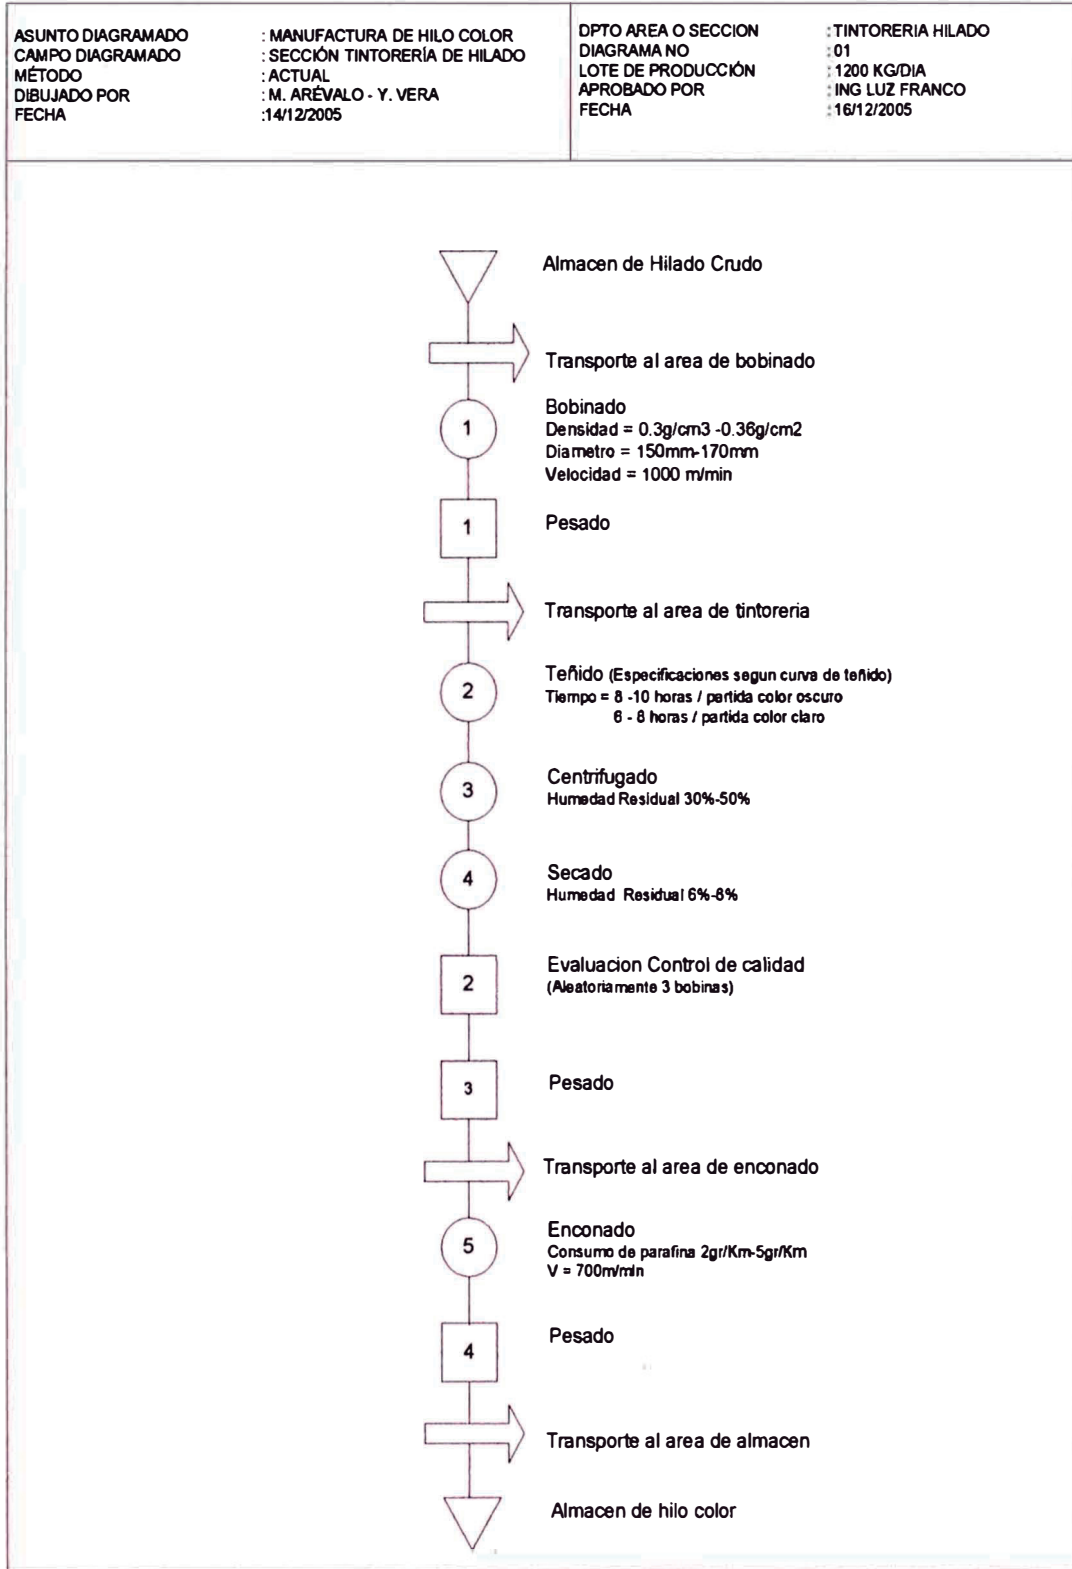 ASUNTO DIAGRAMADO : MANUFACTURA DE HILO COLOR
CAMPO DIAGRAMADO : SECCIÓN TINTORERÍA DE HILADO
MÉTODO : ACTUAL
DIBUJADO POR : M. ARÉVALO - Y. VERA
FECHA :14/12/2005
DPTO AREA O SECCION : TINTORERIA HILADO
DIAGRAMA NO : 01
LOTE DE PRODUCCIÓN : 1200 KG/DIA
APROBADO POR : ING LUZ FRANCO
FECHA : 16/12/2005
Almacen de Hilado Crudo
Transporte al area de bobinado
1
Bobinado
Densidad = 0.3g/cm3 -0.36g/cm2
Diametro = 150mm-170mm
Velocidad = 1000 m/min
1
Pesado
Transporte al area de tintoreria
2
Teñido (Especificaciones segun curva de teñido)
Tiempo = 8 -10 horas / partida color oscuro
6 - 8 horas / partida color claro
3
Centrifugado
Humedad Residual 30%-50%
4
Secado
Humedad Residual 6%-8%
2
Evaluacion Control de calidad
(Aleatoriamente 3 bobinas)
3
Pesado
Transporte al area de enconado
5
Enconado
Consumo de parafina 2gr/Km-5gr/Km
V = 700m/min
4
Pesado
Transporte al area de almacen
Almacen de hilo color